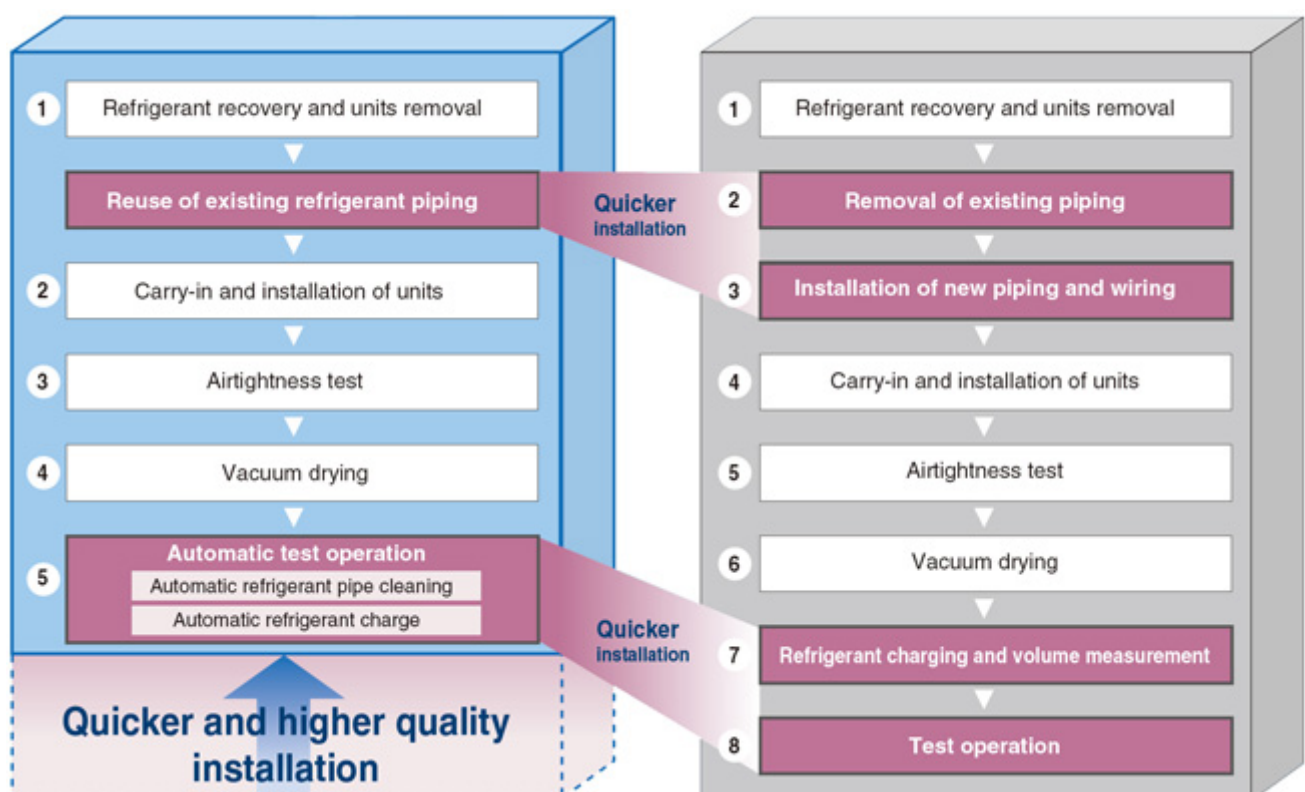 1
Refrigerant recovery and units removal
Reuse of existing refrigerant piping
2
Carry-in and installation of units
3
Airtightness test
4
Vacuum drying
5
Automatic test operation
Automatic refrigerant pipe cleaning
Automatic refrigerant charge
Quicker and higher quality
installation
Quicker
installation
Quicker
installation
1
Refrigerant recovery and units removal
2
Removal of existing piping
3
Installation of new piping and wiring
4
Carry-in and installation of units
5
Airtightness test
6
Vacuum drying
7
Refrigerant charging and volume measurement
8
Test operation